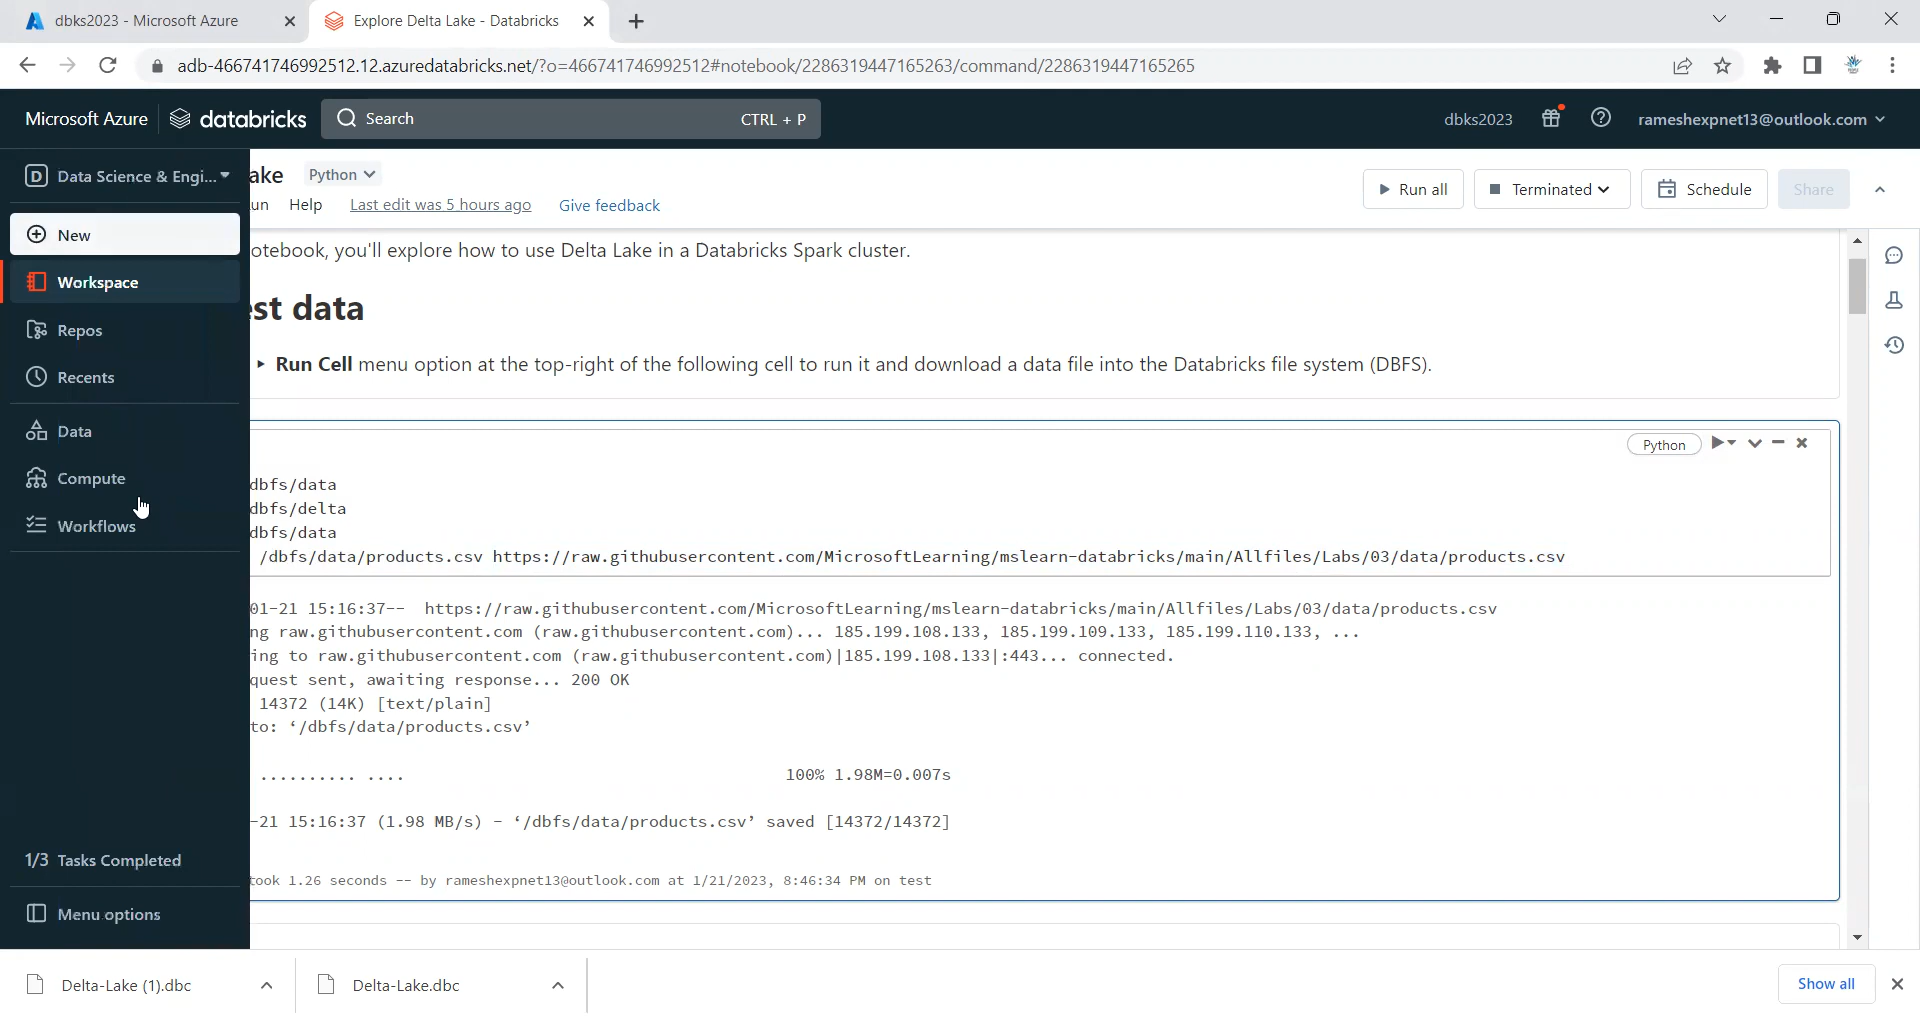 dbks2023 - Microsoft Azure
Explore Delta Lake - Databricks
adb-466741746992512.12.azuredatabricks.net/?o=466741746992512#notebook/2286319447165263/command/2286319447165265
Microsoft Azure
databricks
Search
CTRL + P
dbks2023
rameshexpnet13@outlook.com
D Data Science & Engi...
ake
Python
un Help Last edit was 5 hours ago Give feedback
Run all
Terminated
Schedule
Share
New
Workspace
Repos
Recents
Data
Compute
Workflows
1/3 Tasks Completed
Menu options
otebook, you'll explore how to use Delta Lake in a Databricks Spark cluster.
st data
Run Cell menu option at the top-right of the following cell to run it and download a data file into the Databricks file system (DBFS).
Python
dbfs/data
dbfs/delta
dbfs/data
/dbfs/data/products.csv https://raw.githubusercontent.com/MicrosoftLearning/mslearn-databricks/main/Allfiles/Labs/03/data/products.csv
01-21 15:16:37-- https://raw.githubusercontent.com/MicrosoftLearning/mslearn-databricks/main/Allfiles/Labs/03/data/products.csv
ng raw.githubusercontent.com (raw.githubusercontent.com)... 185.199.108.133, 185.199.109.133, 185.199.110.133, ...
ing to raw.githubusercontent.com (raw.githubusercontent.com)|185.199.108.133|:443... connected.
quest sent, awaiting response... 200 OK
14372 (14K) [text/plain]
to: ‘/dbfs/data/products.csv’
.......... .... 100% 1.98M=0.007s
-21 15:16:37 (1.98 MB/s) - ‘/dbfs/data/products.csv’ saved [14372/14372]
took 1.26 seconds -- by rameshexpnet13@outlook.com at 1/21/2023, 8:46:34 PM on test
Delta-Lake (1).dbc
Delta-Lake.dbc
Show all